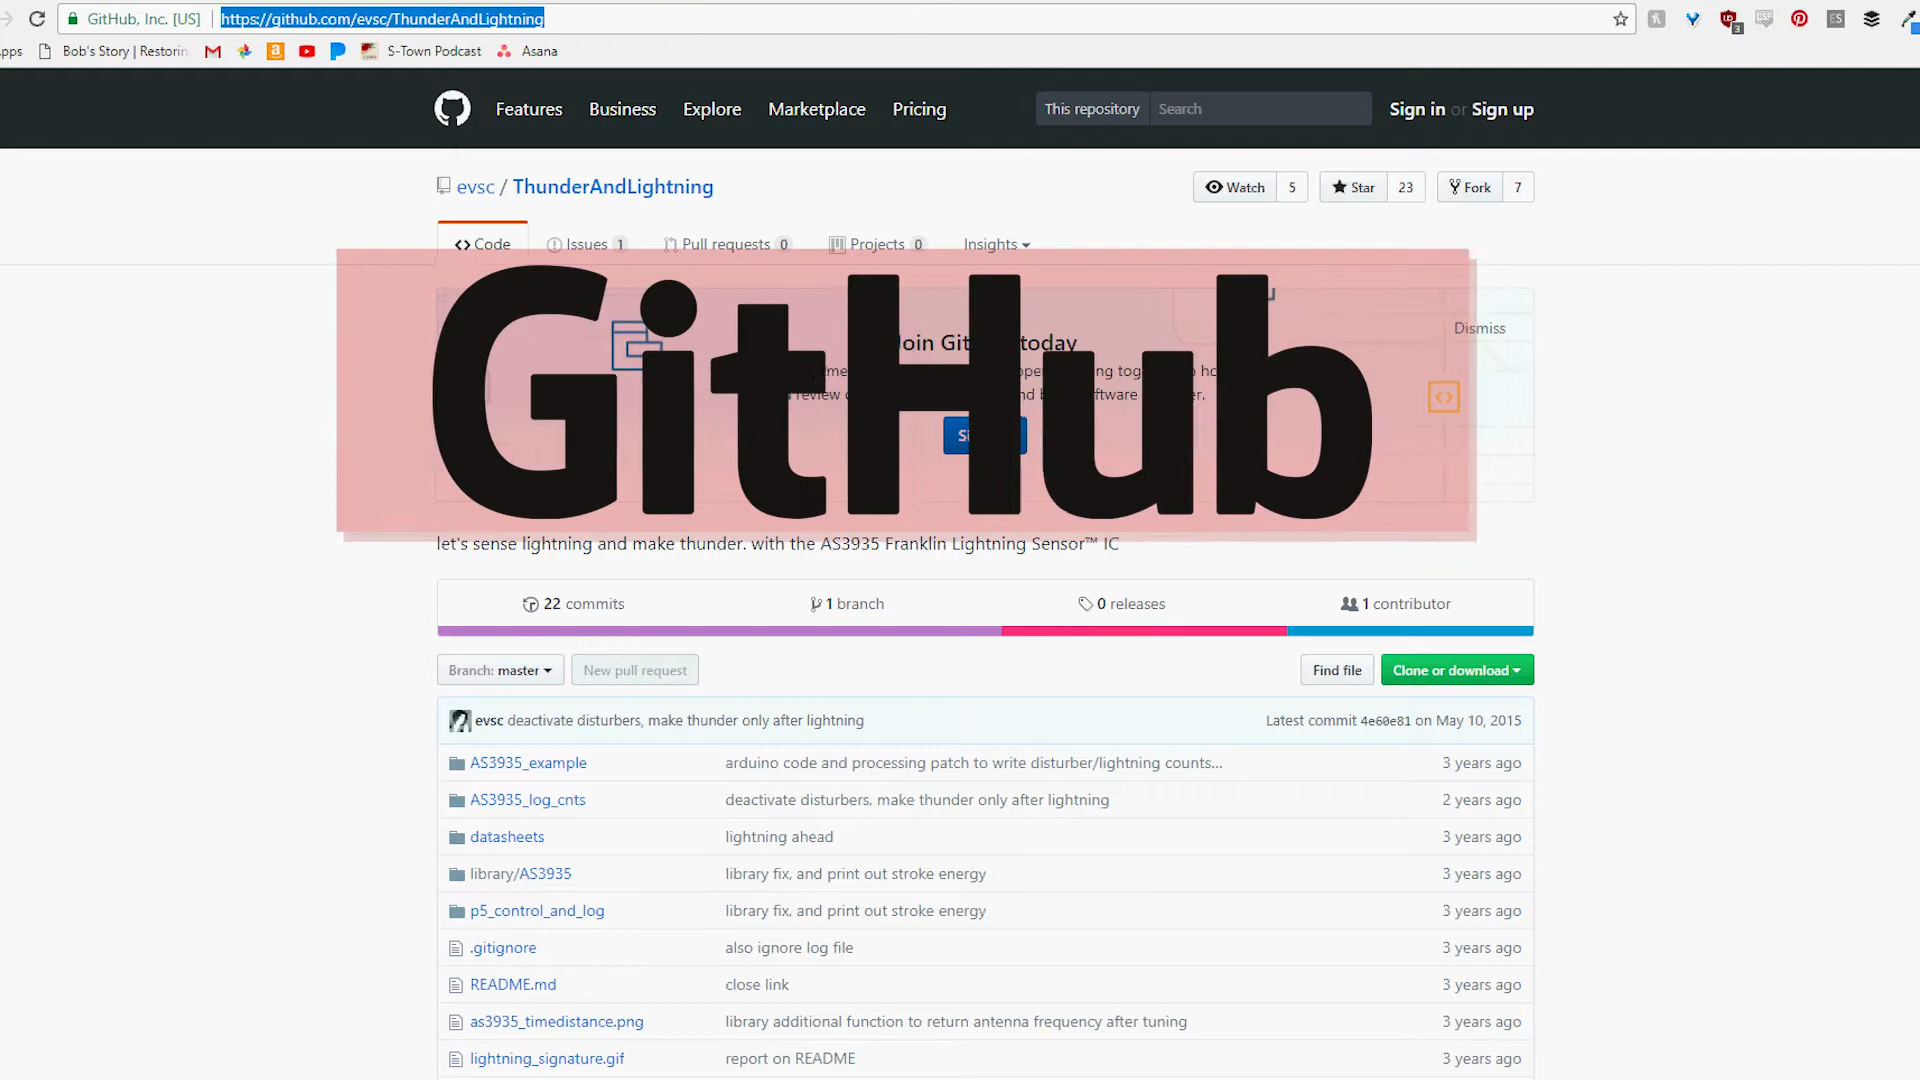 GitHub, Inc. [US] https://github.com/evsc/ThunderAndLightning
Bob's Story | Restorin S-Town Podcast Asana
Features Business Explore Marketplace Pricing This repository Search Sign in or Sign up
evsc / ThunderAndLightning Watch 5 Star 23 Fork 7
Code Issues 1 Pull requests 0 Projects 0 Insights
GitHub
Join Git today
Dismiss
let's sense lightning and make thunder. with the AS3935 Franklin Lightning Sensor™ IC
22 commits 1 branch 0 releases 1 contributor
Branch: master New pull request Find file Clone or download
evsc deactivate disturbers, make thunder only after lightning Latest commit 4e60e81 on May 10, 2015
AS3935_example arduino code and processing patch to write disturber/lightning counts... 3 years ago
AS3935_log_cnts deactivate disturbers, make thunder only after lightning 2 years ago
datasheets lightning ahead 3 years ago
library/AS3935 library fix, and print out stroke energy 3 years ago
p5_control_and_log library fix, and print out stroke energy 3 years ago
.gitignore also ignore log file 3 years ago
README.md close link 3 years ago
as3935_timedistance.png library additional function to return antenna frequency after tuning 3 years ago
lightning_signature.gif report on README 3 years ago